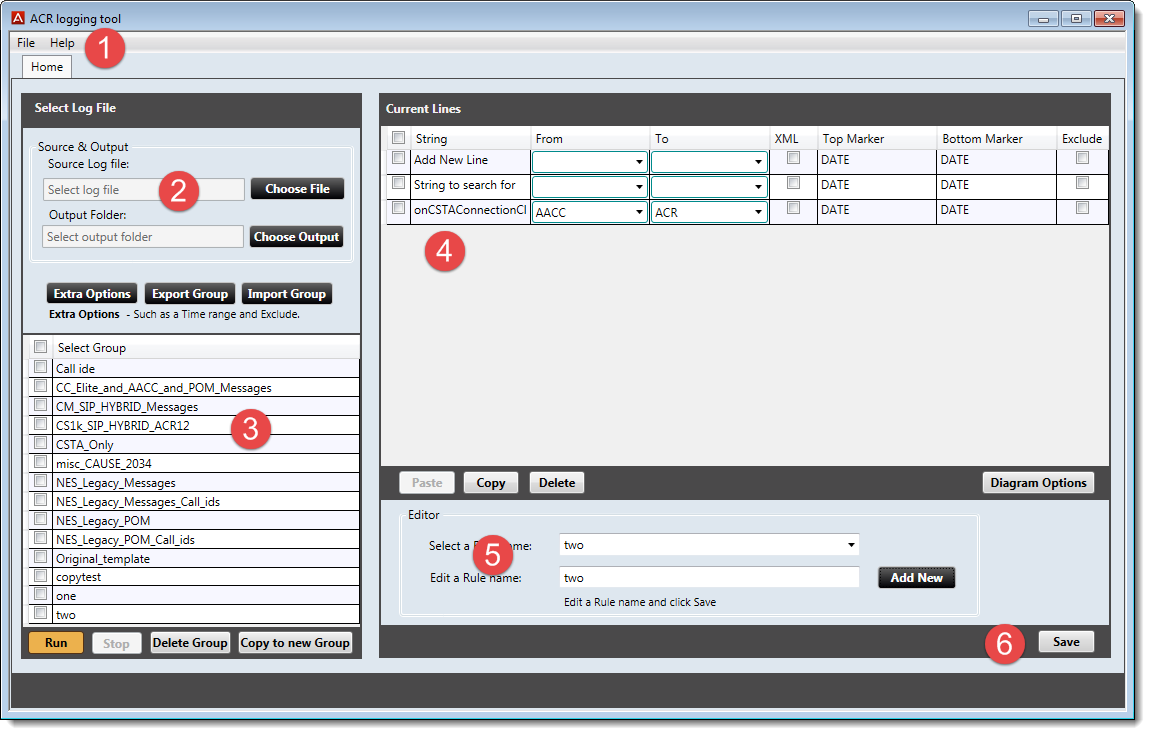 ACR logging tool
File Help 1
Home
Select Log File
Source & Output
Source Log file:
Select log file 2 Choose File
Output Folder:
Select output folder Choose Output
Extra Options Export Group Import Group
Extra Options - Such as a Time range and Exclude.
Select Group
Call ide
CC_Elite_and_AACC_and_POM_Messages
CM_SIP_HYBRID_Messages
CS1k_SIP_HYBRID_ACR12 3
CSTA_Only
misc_CAUSE_2034
NES_Legacy_Messages
NES_Legacy_Messages_Call_ids
NES_Legacy_POM
NES_Legacy_POM_Call_ids
Original_template
copytest
one
two
Run Stop Delete Group Copy to new Group
Current Lines
String From To XML Top Marker Bottom Marker Exclude
Add New Line DATE DATE
String to search for DATE DATE
onCSTAConnectionCl AACC ACR DATE DATE
4
Paste Copy Delete Diagram Options
Editor
Select a 5 me: two
Edit a Rule name: two Add New
Edit a Rule name and click Save
6 Save